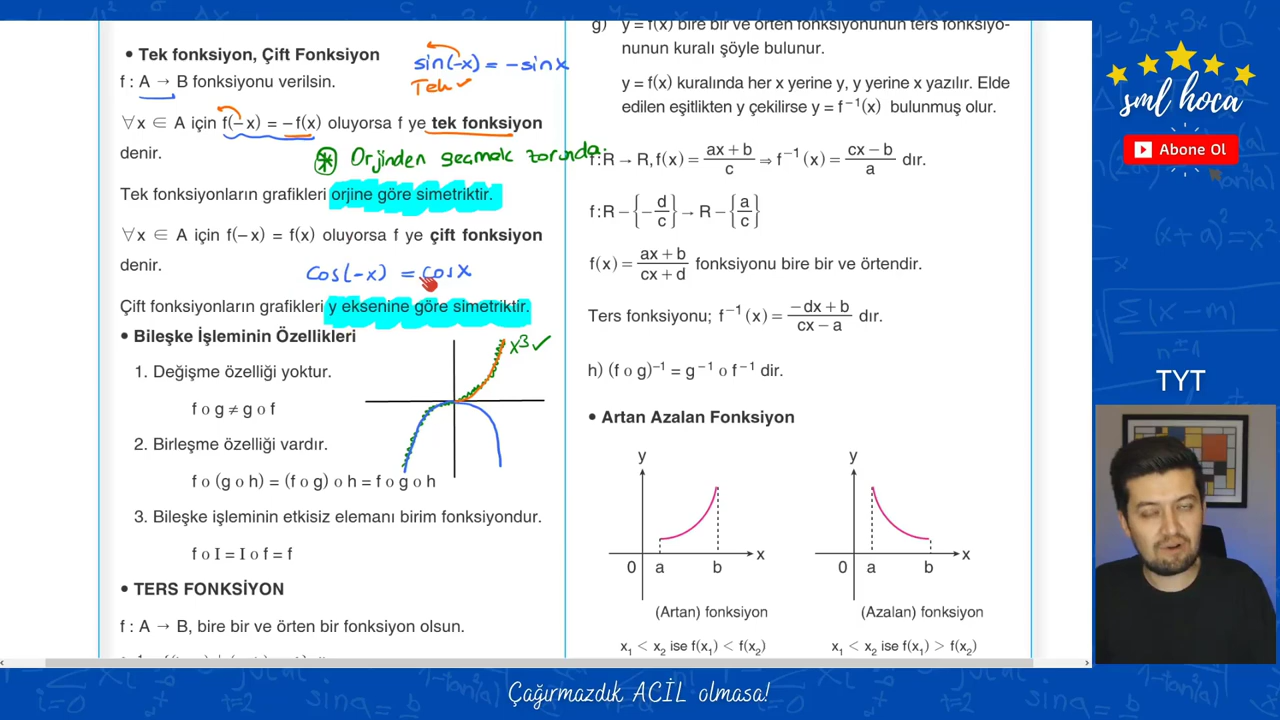 • Tek fonksiyon, Çift Fonksiyon
sin(-x) = -sinx
Tek ✓
f : A → B fonksiyonu verilsin.
∀x ∈ A için f(-x) = -f(x) oluyorsa f ye tek fonksiyon
denir.
* Orjinden geçmek zorunda.
Tek fonksiyonların grafikleri orjine göre simetriktir.
∀x ∈ A için f(-x) = f(x) oluyorsa f ye çift fonksiyon
denir.
Cos(-x) = cosx
Çift fonksiyonların grafikleri y eksenine göre simetriktir.
• Bileşke İşleminin Özellikleri
x³ ✓
1. Değişme özelliği yoktur.
f o g ≠ g o f
2. Birleşme özelliği vardır.
f o (g o h) = (f o g) o h = f o g o h
3. Bileşke işleminin etkisiz elemanı birim fonksiyondur.
f o I = I o f = f
• TERS FONKSİYON
f : A → B, bire bir ve örten bir fonksiyon olsun.
g) y = f(x) bire bir ve örten fonksiyonunun ters fonksiyo-
nunun kuralı şöyle bulunur.
y = f(x) kuralında her x yerine y, y yerine x yazılır. Elde
edilen eşitlikten y çekilirse y = f⁻¹(x) bulunmuş olur.
f:R → R, f(x) = (ax + b)/c ⇒ f⁻¹(x) = (cx - b)/a dır.
f:R - {-d/c} → R - {a/c}
f(x) = (ax + b)/(cx + d) fonksiyonu bire bir ve örtendir.
Ters fonksiyonu; f⁻¹(x) = (-dx + b)/(cx - a) dır.
h) (f o g)⁻¹ = g⁻¹ o f⁻¹ dir.
• Artan Azalan Fonksiyon
y y
0 a b x 0 a b x
(Artan) fonksiyon (Azalan) fonksiyon
x₁ < x₂ ise f(x₁) < f(x₂) x₁ < x₂ ise f(x₁) > f(x₂)
sml hoca
Abone Ol
TYT
Çağırmazdık ACİL olmasa!